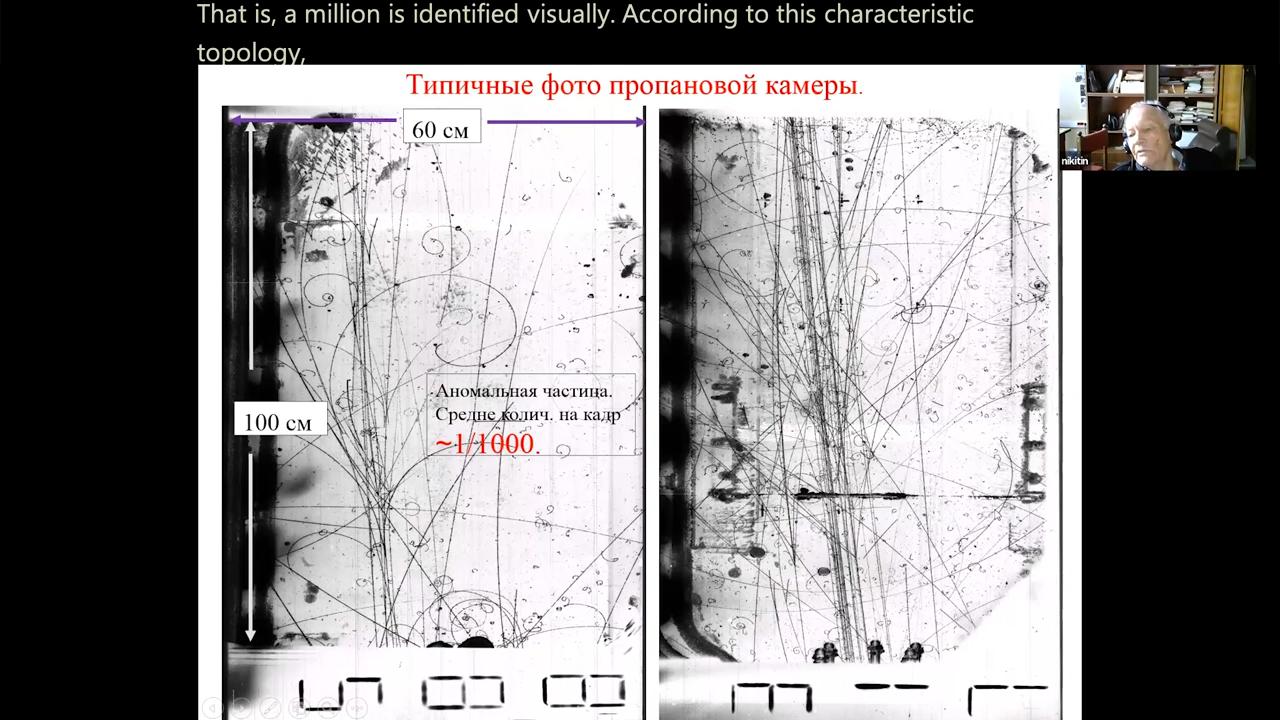 That is, a million is identified visually. According to this characteristic
topology,
Типичные фото пропановой камеры.
60 см
nikitin
Аномальная частица.
Средне колич. на кадр
~1/1000.
100 см